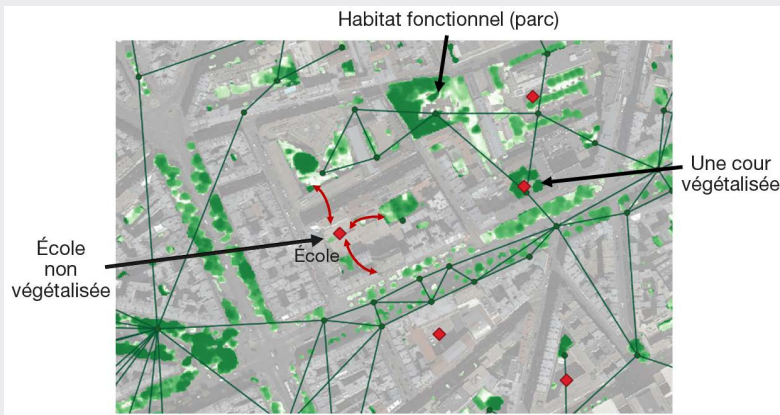 Habitat fonctionnel (parc)
Une cour
végétalisée
École
non
végétalisée
École